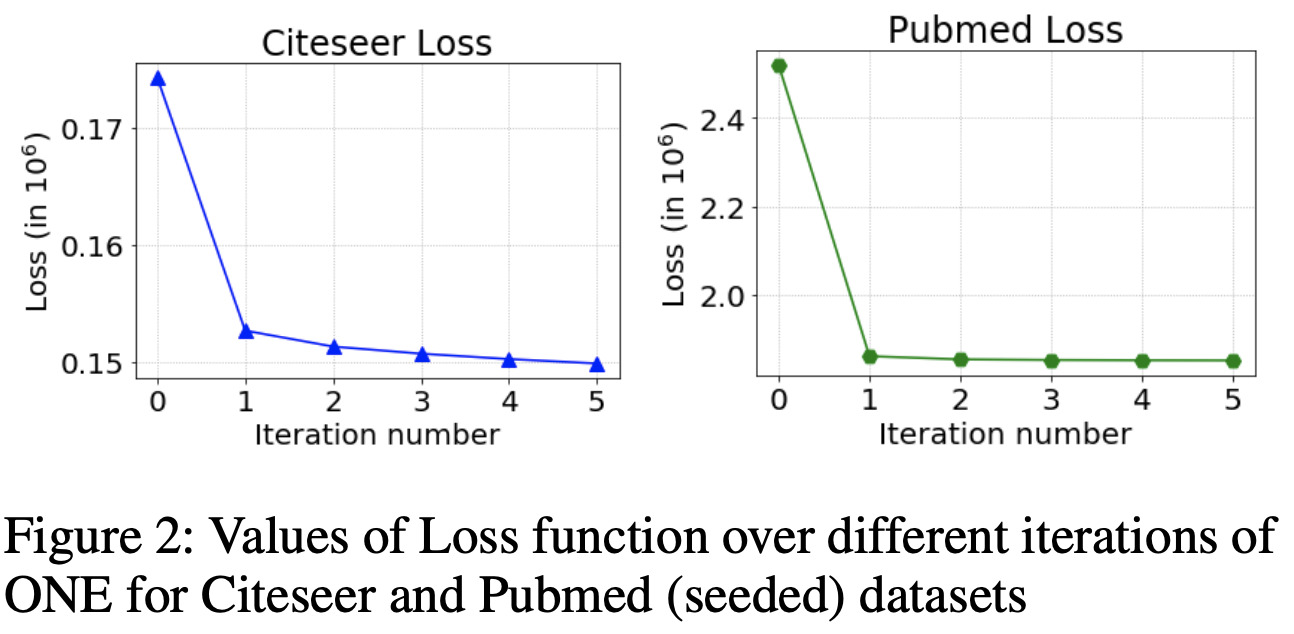 Citeseer Loss
Loss (in 10⁶)
0.17
0.16
0.15
0 1 2 3 4 5
Iteration number
Pubmed Loss
Loss (in 10⁶)
2.4
2.2
2.0
0 1 2 3 4 5
Iteration number
Figure 2: Values of Loss function over different iterations of
ONE for Citeseer and Pubmed (seeded) datasets